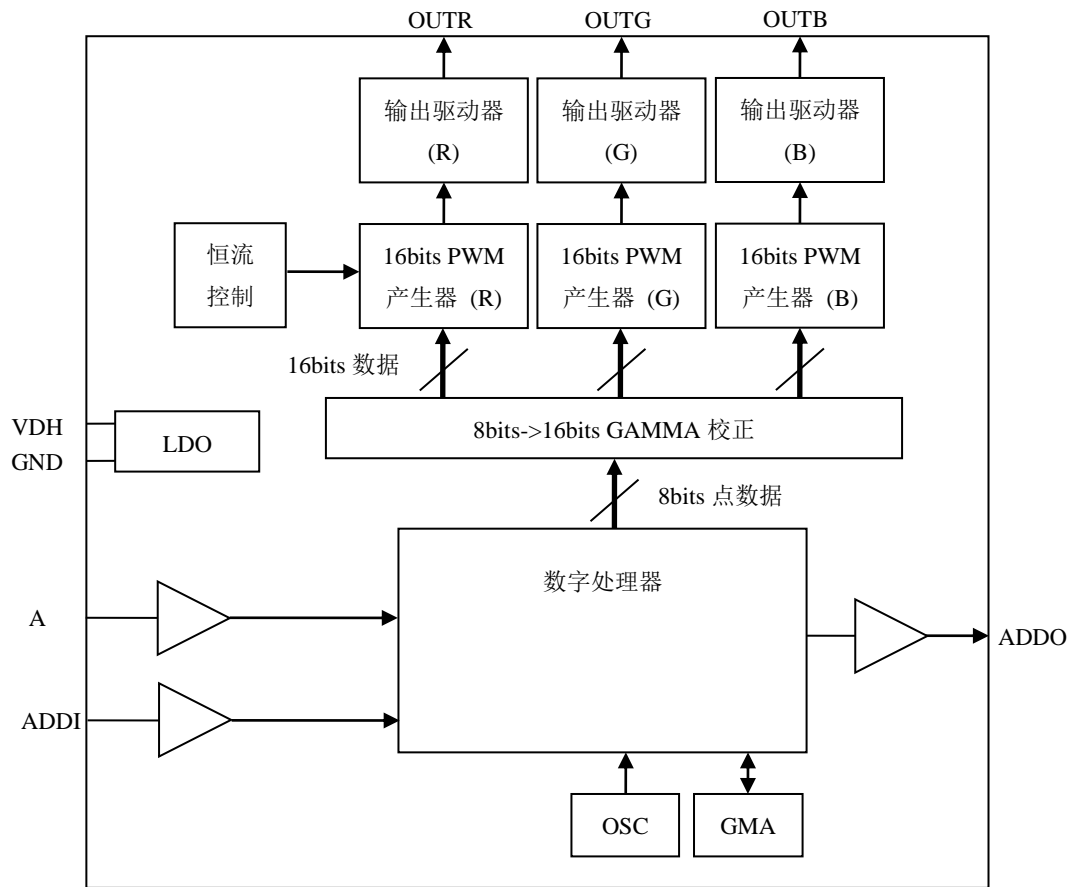 OUTR
OUTG
OUTB
输出驱动器
(R)
输出驱动器
(G)
输出驱动器
(B)
恒流
控制
16bits PWM
产生器 (R)
16bits PWM
产生器 (G)
16bits PWM
产生器 (B)
16bits 数据
VDH
GND
LDO
8bits->16bits GAMMA 校正
8bits 点数据
数字处理器
A
ADDI
ADDO
OSC
GMA